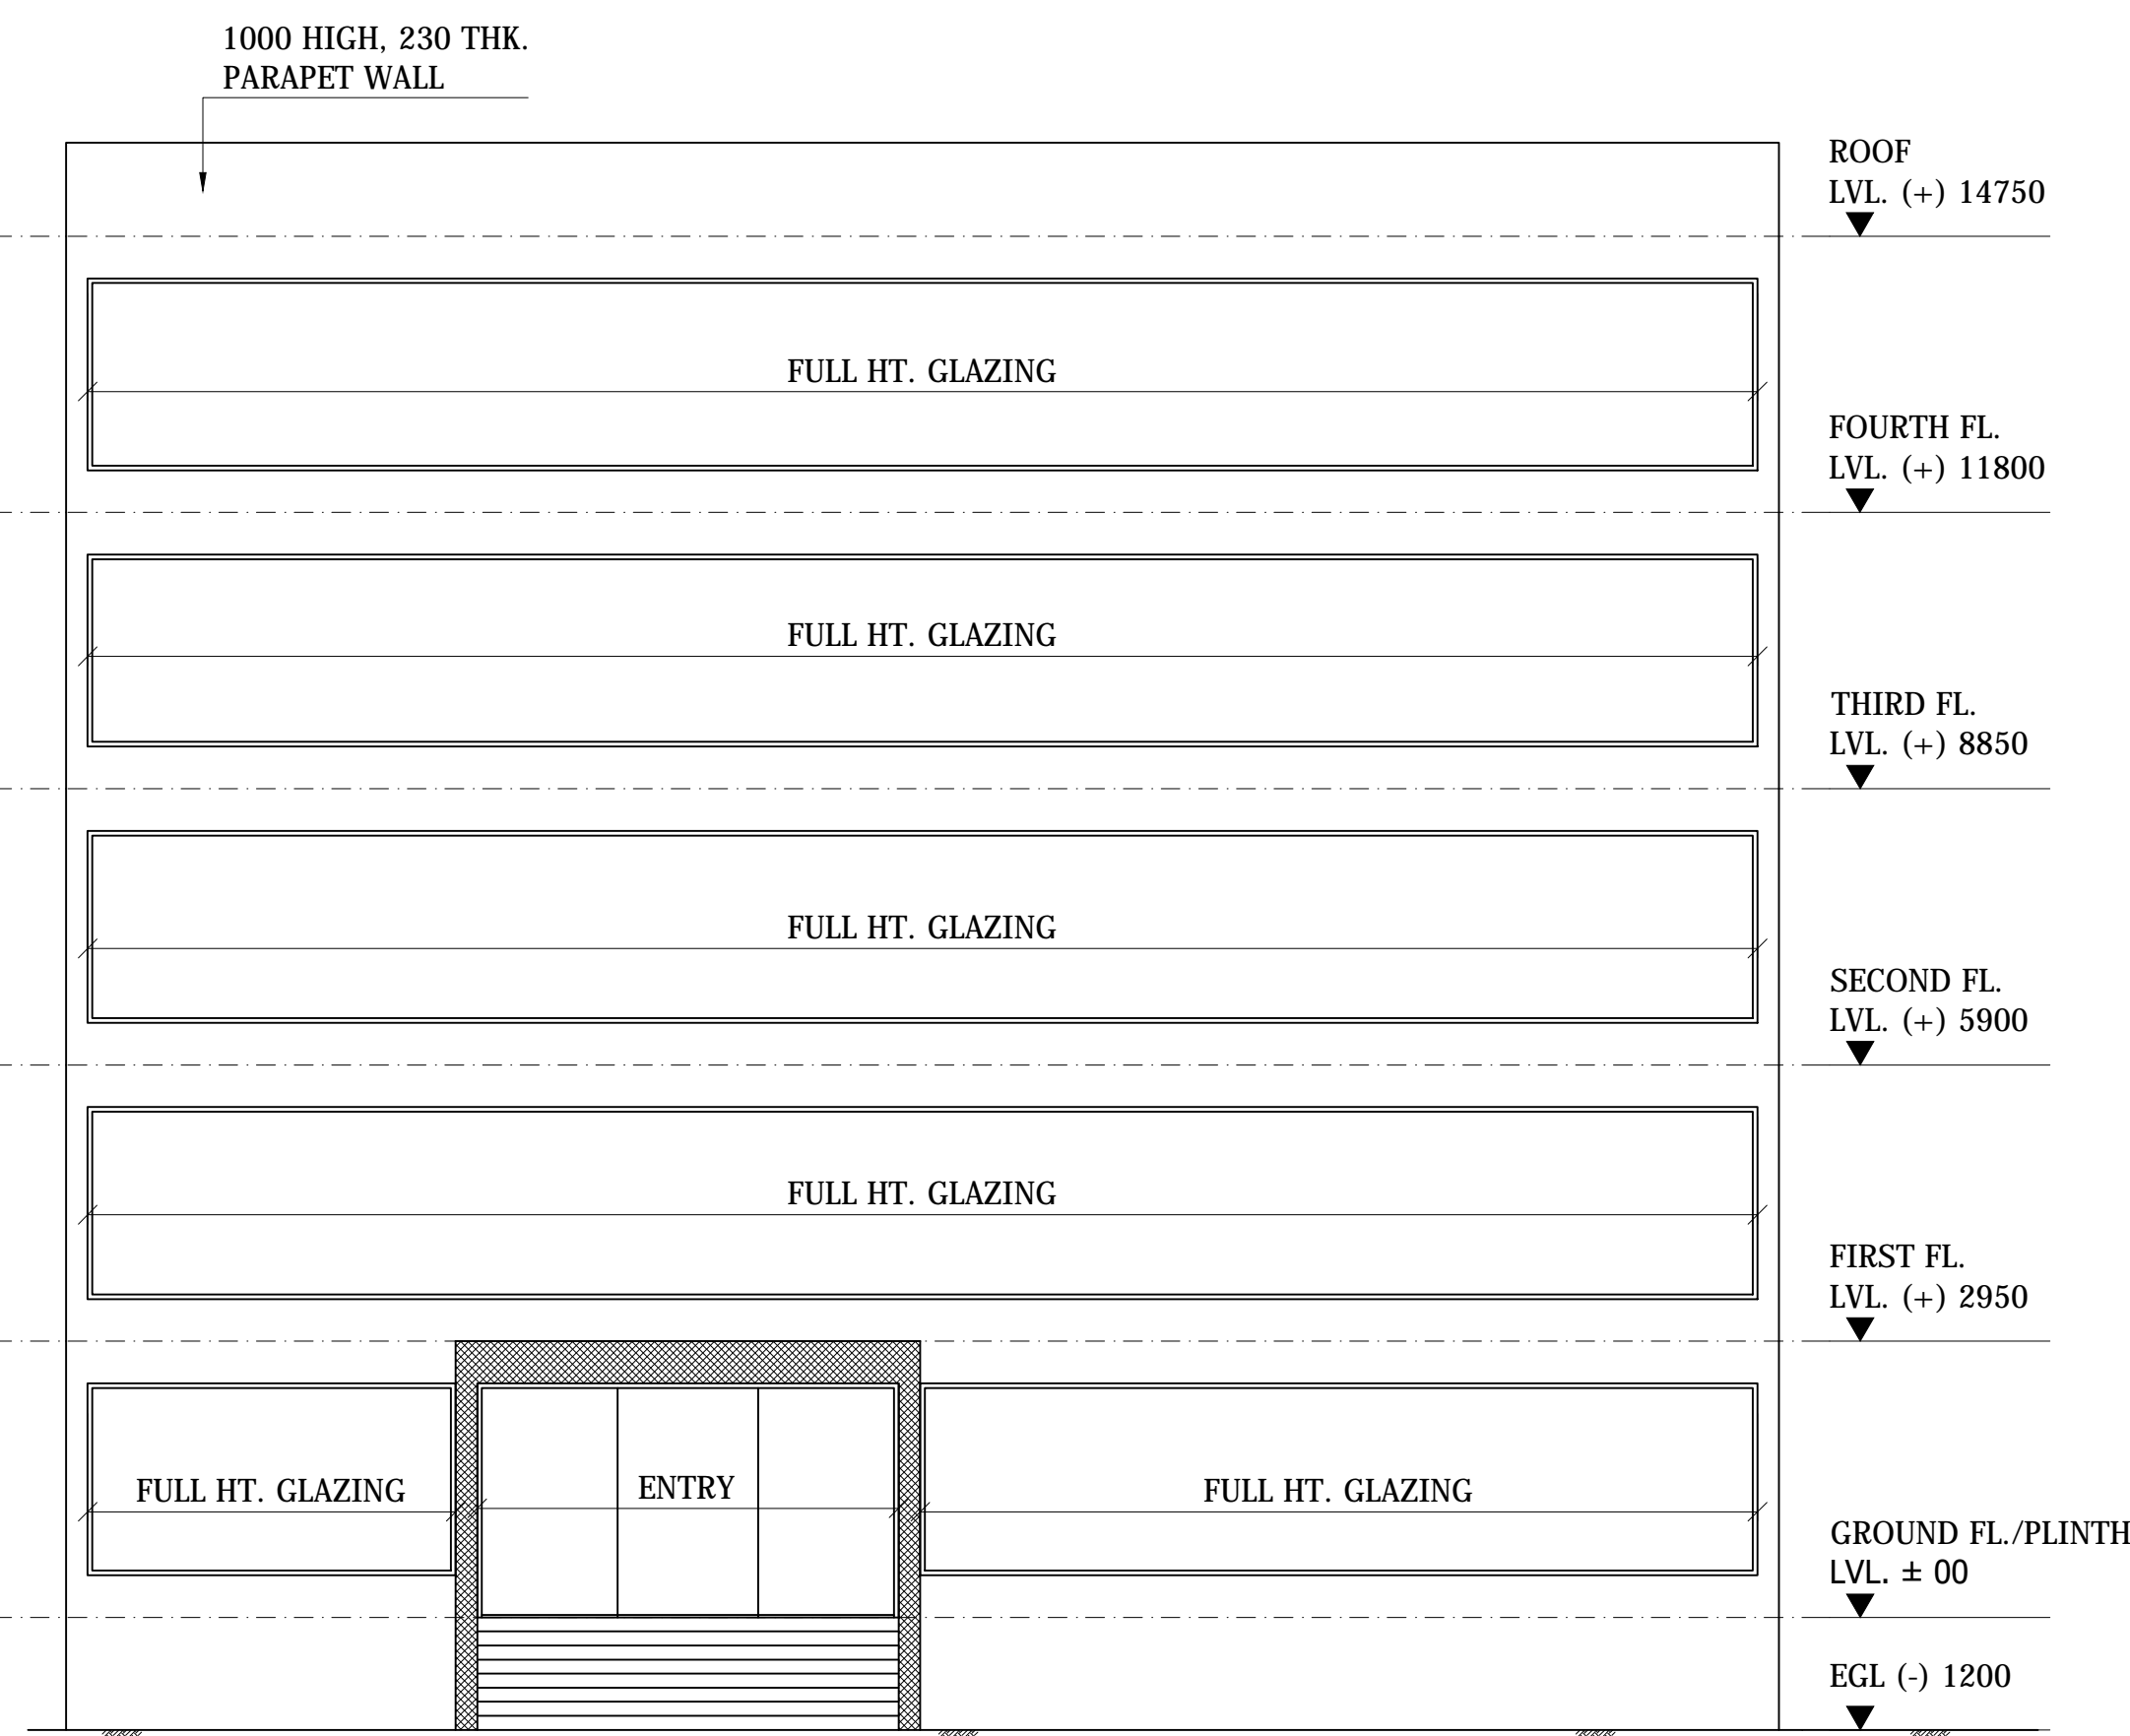 1000 HIGH, 230 THK.
PARAPET WALL
ROOF
LVL. (+) 14750
FULL HT. GLAZING
FOURTH FL.
LVL. (+) 11800
FULL HT. GLAZING
THIRD FL.
LVL. (+) 8850
FULL HT. GLAZING
SECOND FL.
LVL. (+) 5900
FULL HT. GLAZING
FIRST FL.
LVL. (+) 2950
FULL HT. GLAZING
ENTRY
FULL HT. GLAZING
GROUND FL./PLINTH
LVL. ± 00
EGL (-) 1200